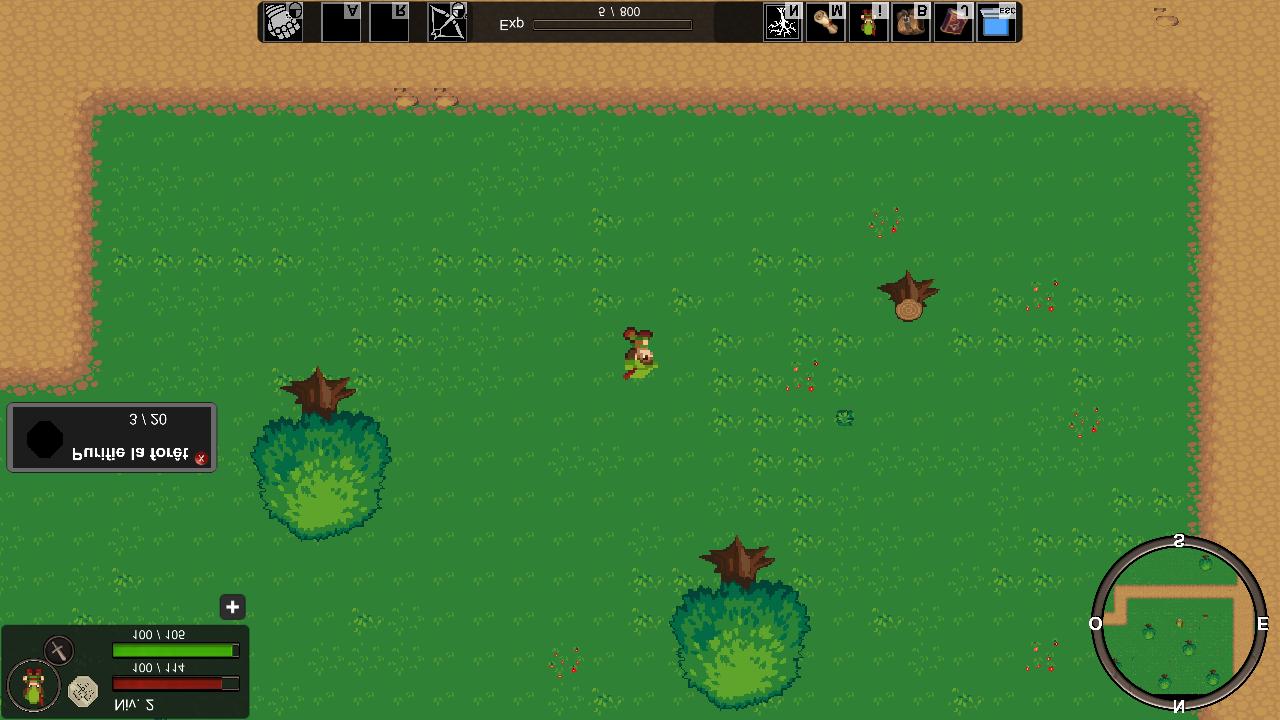 Niv. 2
100 / 114
100 / 105
+
N
O E
S
Purifie la forêt
x
3 / 20
A R
Exp 5 / 800
N M I B J ESC